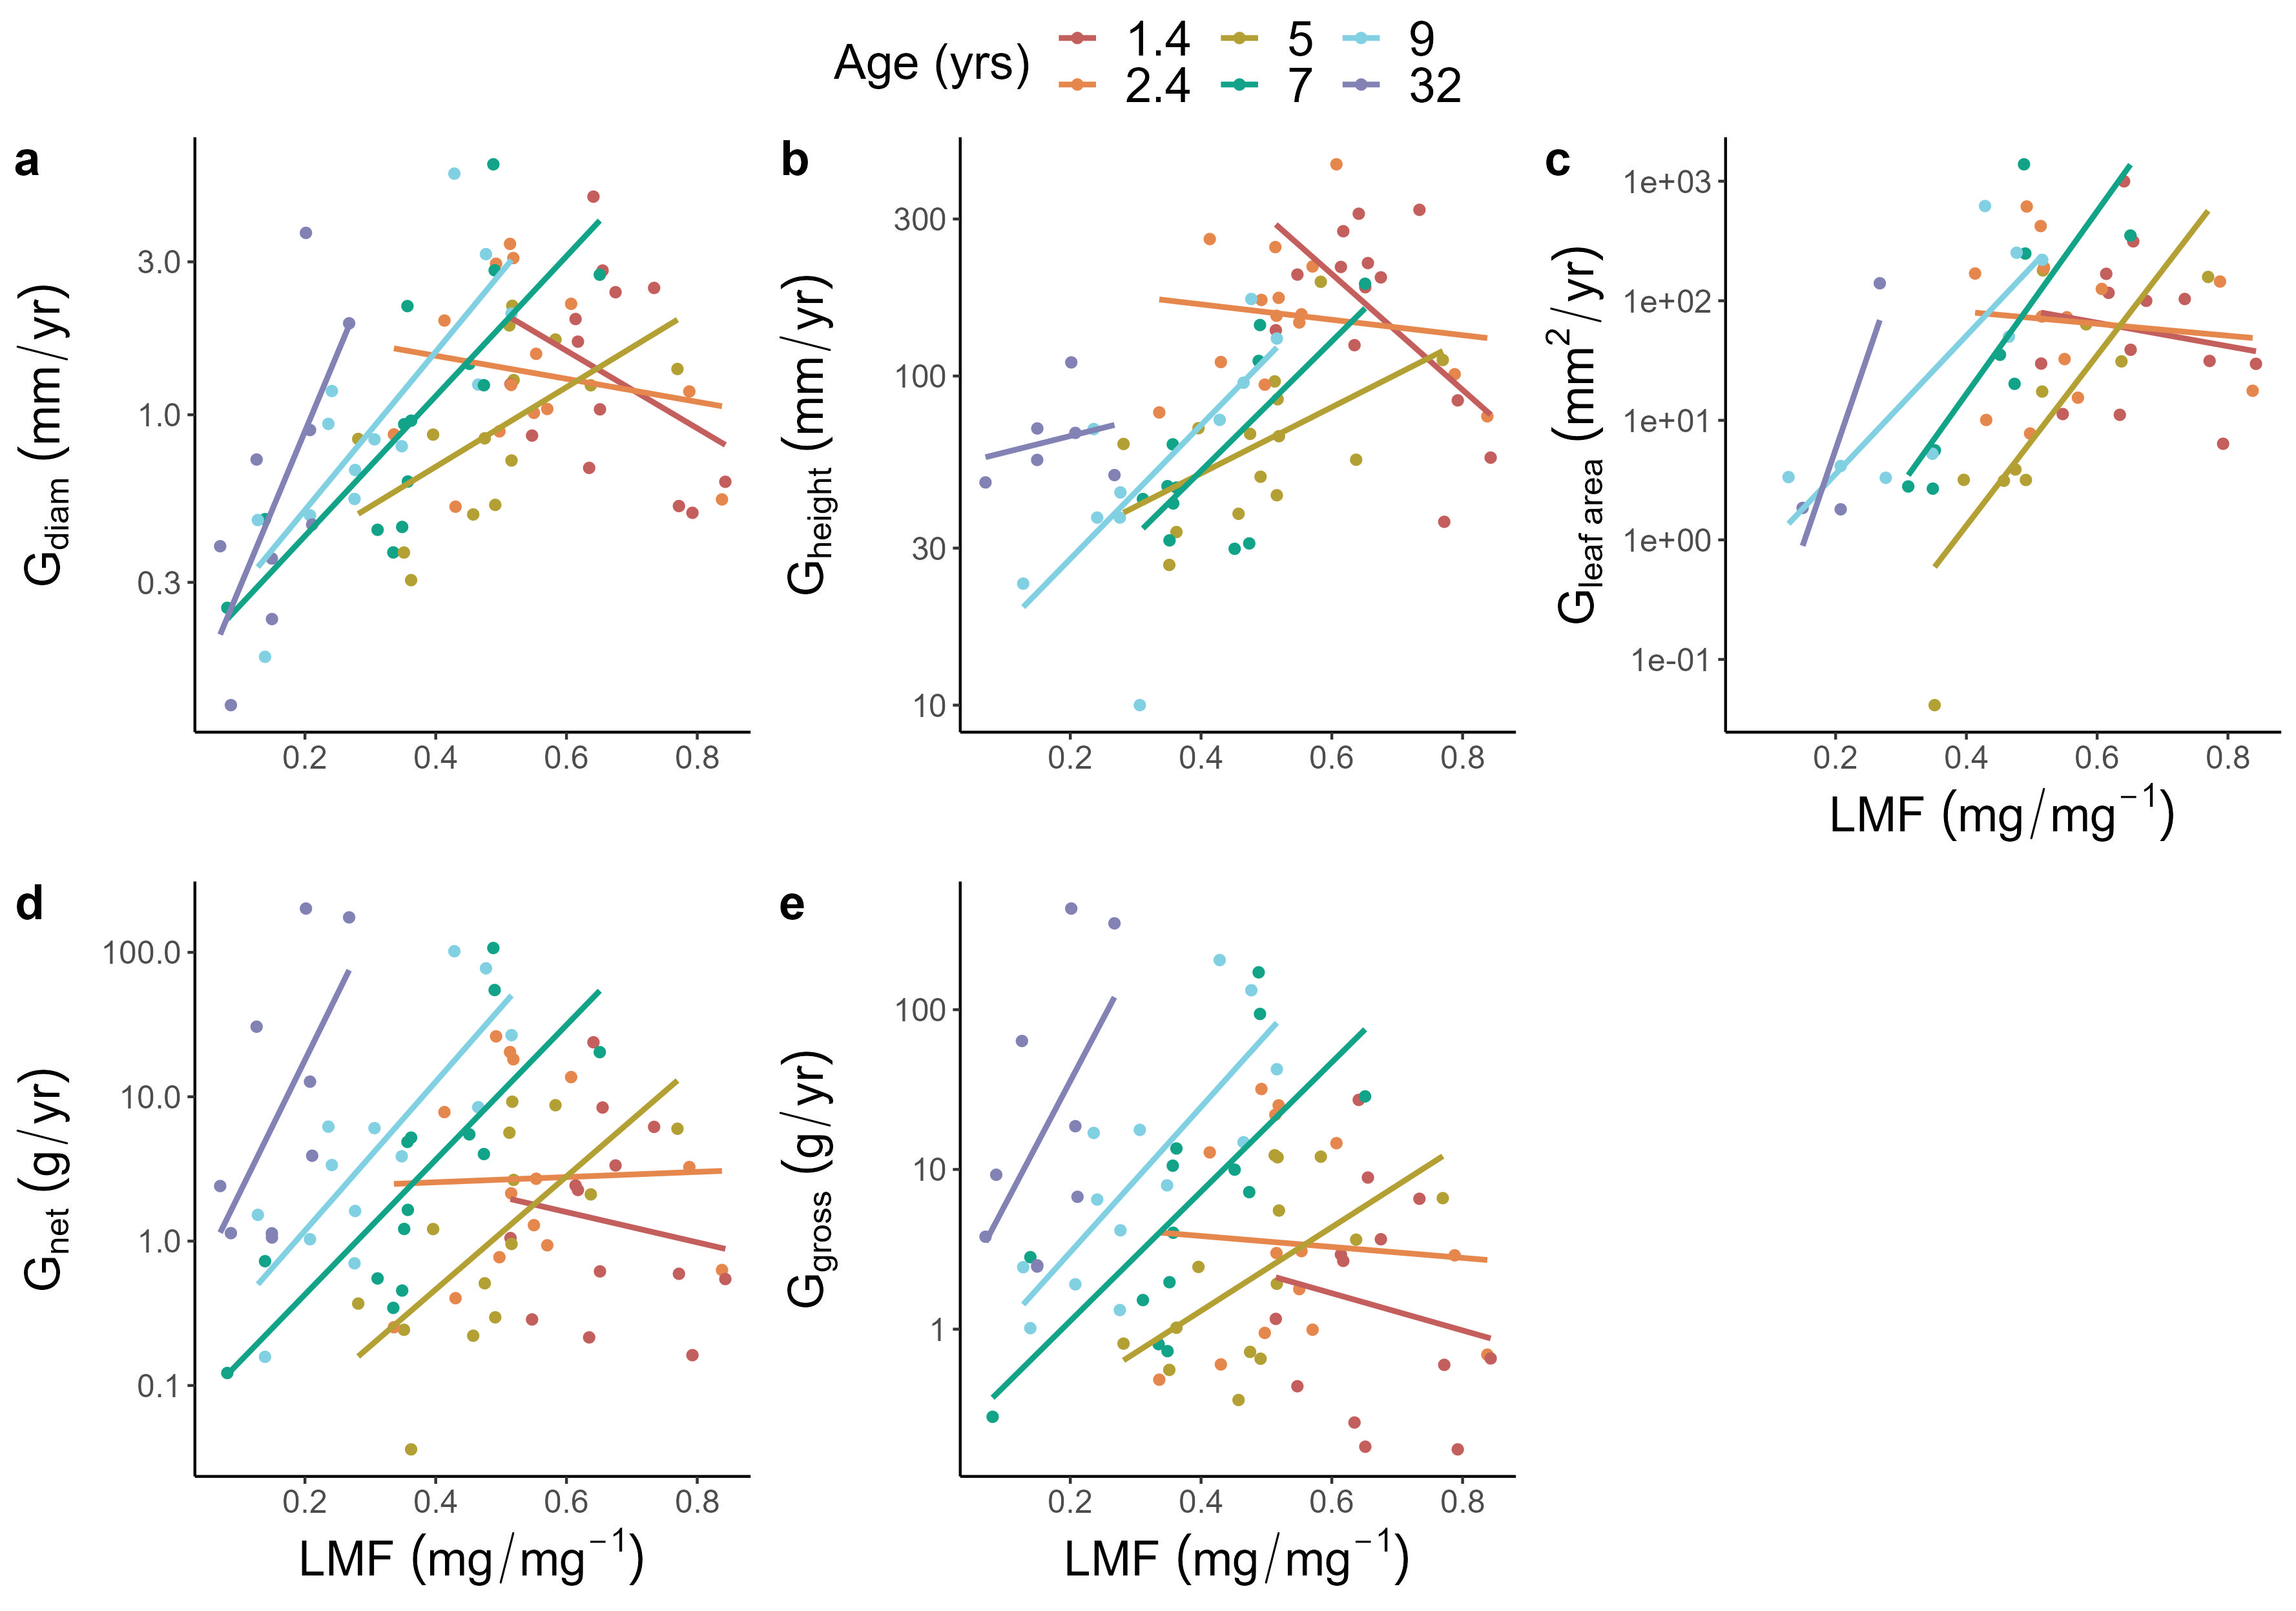 Age (yrs) 1.4 5 9
2.4 7 32
a
G_diam (mm/yr)
3.0
1.0
0.3
0.2 0.4 0.6 0.8
b
G_height (mm/yr)
300
100
30
10
0.2 0.4 0.6 0.8
c
G_leaf area (mm²/yr)
1e+03
1e+02
1e+01
1e+00
1e-01
0.2 0.4 0.6 0.8
LMF (mg/mg⁻¹)
d
G_net (g/yr)
100.0
10.0
1.0
0.1
0.2 0.4 0.6 0.8
LMF (mg/mg⁻¹)
e
G_gross (g/yr)
100
10
1
0.2 0.4 0.6 0.8
LMF (mg/mg⁻¹)